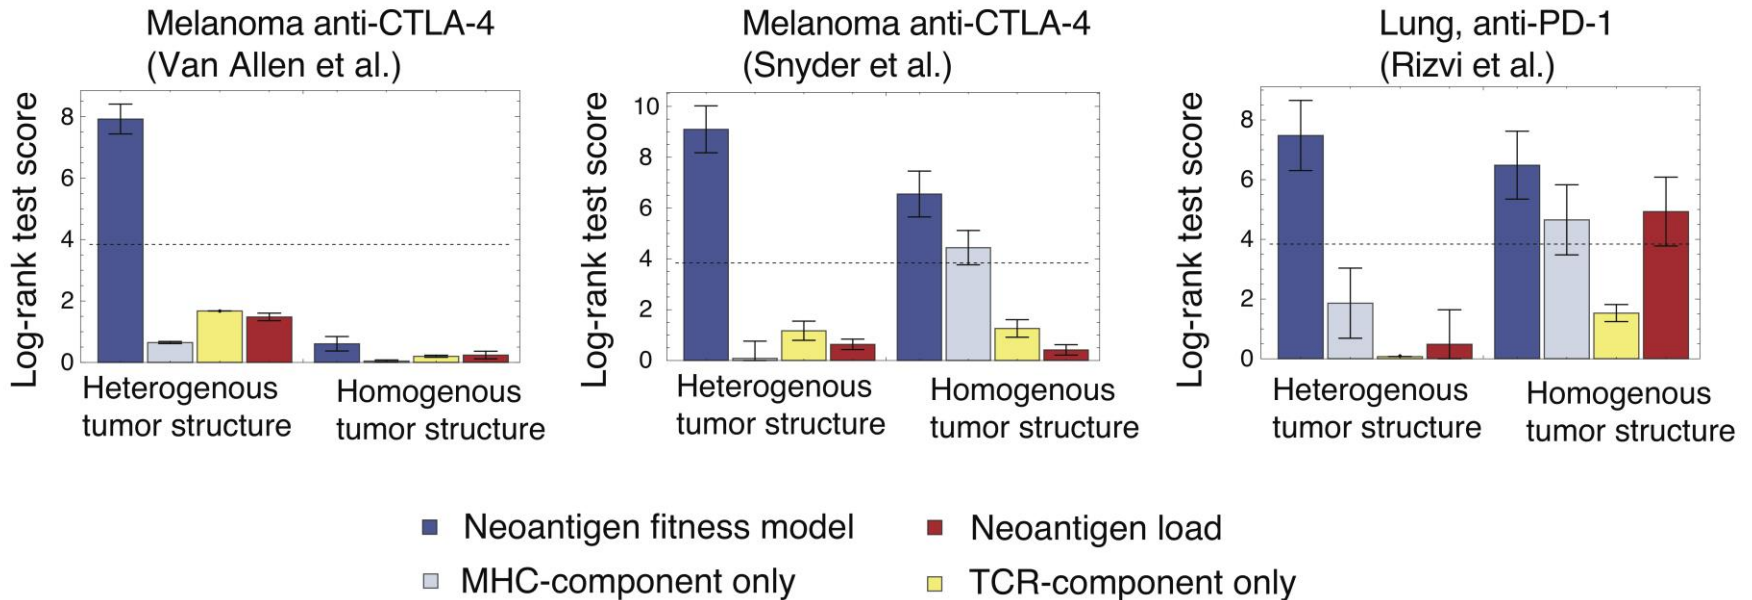 Melanoma anti-CTLA-4
(Van Allen et al.)
Log-rank test score
8
6
4
2
0
Heterogenous
tumor structure
Homogenous
tumor structure
Melanoma anti-CTLA-4
(Snyder et al.)
Log-rank test score
10
8
6
4
2
0
Heterogenous
tumor structure
Homogenous
tumor structure
Lung, anti-PD-1
(Rizvi et al.)
Log-rank test score
8
6
4
2
0
Heterogenous
tumor structure
Homogenous
tumor structure
Neoantigen fitness model
Neoantigen load
MHC-component only
TCR-component only